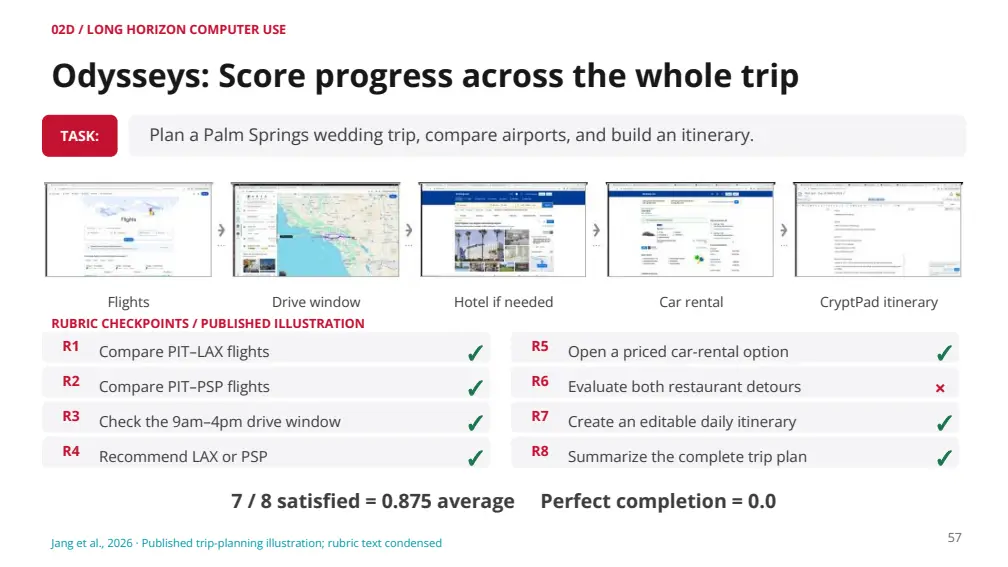 02D / LONG HORIZON COMPUTER USE
Odysseys: Score progress across the whole trip
TASK:
Plan a Palm Springs wedding trip, compare airports, and build an itinerary.
Flights
Flights
Drive window
Hotel if needed
Car rental
CryptPad itinerary
RUBRIC CHECKPOINTS / PUBLISHED ILLUSTRATION
R1 Compare PIT–LAX flights ✓
R2 Compare PIT–PSP flights ✓
R3 Check the 9am–4pm drive window ✓
R4 Recommend LAX or PSP ✓
R5 Open a priced car-rental option ✓
R6 Evaluate both restaurant detours ×
R7 Create an editable daily itinerary ✓
R8 Summarize the complete trip plan ✓
7 / 8 satisfied = 0.875 average Perfect completion = 0.0
Jang et al., 2026 · Published trip-planning illustration; rubric text condensed
57